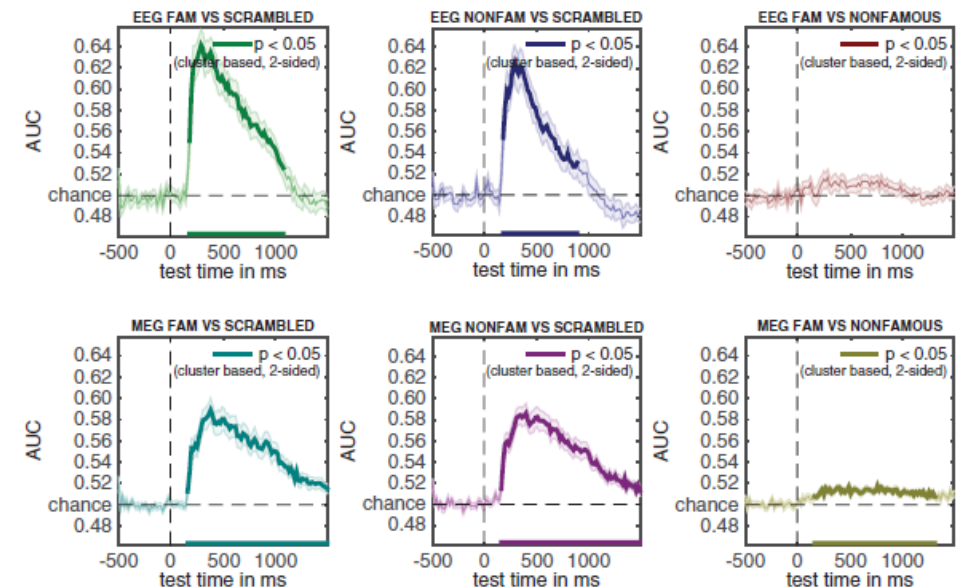 EEG FAM VS SCRAMBLED
p < 0.05
(cluster based, 2-sided)
AUC
0.64
0.62
0.60
0.58
0.56
0.54
0.52
chance
0.48
-500 0 500 1000
test time in ms
EEG NONFAM VS SCRAMBLED
p < 0.05
(cluster based, 2-sided)
AUC
0.64
0.62
0.60
0.58
0.56
0.54
0.52
chance
0.48
-500 0 500 1000
test time in ms
EEG FAM VS NONFAMOUS
p < 0.05
(cluster based, 2-sided)
AUC
0.64
0.62
0.60
0.58
0.56
0.54
0.52
chance
0.48
-500 0 500 1000
test time in ms
MEG FAM VS SCRAMBLED
p < 0.05
(cluster based, 2-sided)
AUC
0.64
0.62
0.60
0.58
0.56
0.54
0.52
chance
0.48
-500 0 500 1000
test time in ms
MEG NONFAM VS SCRAMBLED
p < 0.05
(cluster based, 2-sided)
AUC
0.64
0.62
0.60
0.58
0.56
0.54
0.52
chance
0.48
-500 0 500 1000
test time in ms
MEG FAM VS NONFAMOUS
p < 0.05
(cluster based, 2-sided)
AUC
0.64
0.62
0.60
0.58
0.56
0.54
0.52
chance
0.48
-500 0 500 1000
test time in ms